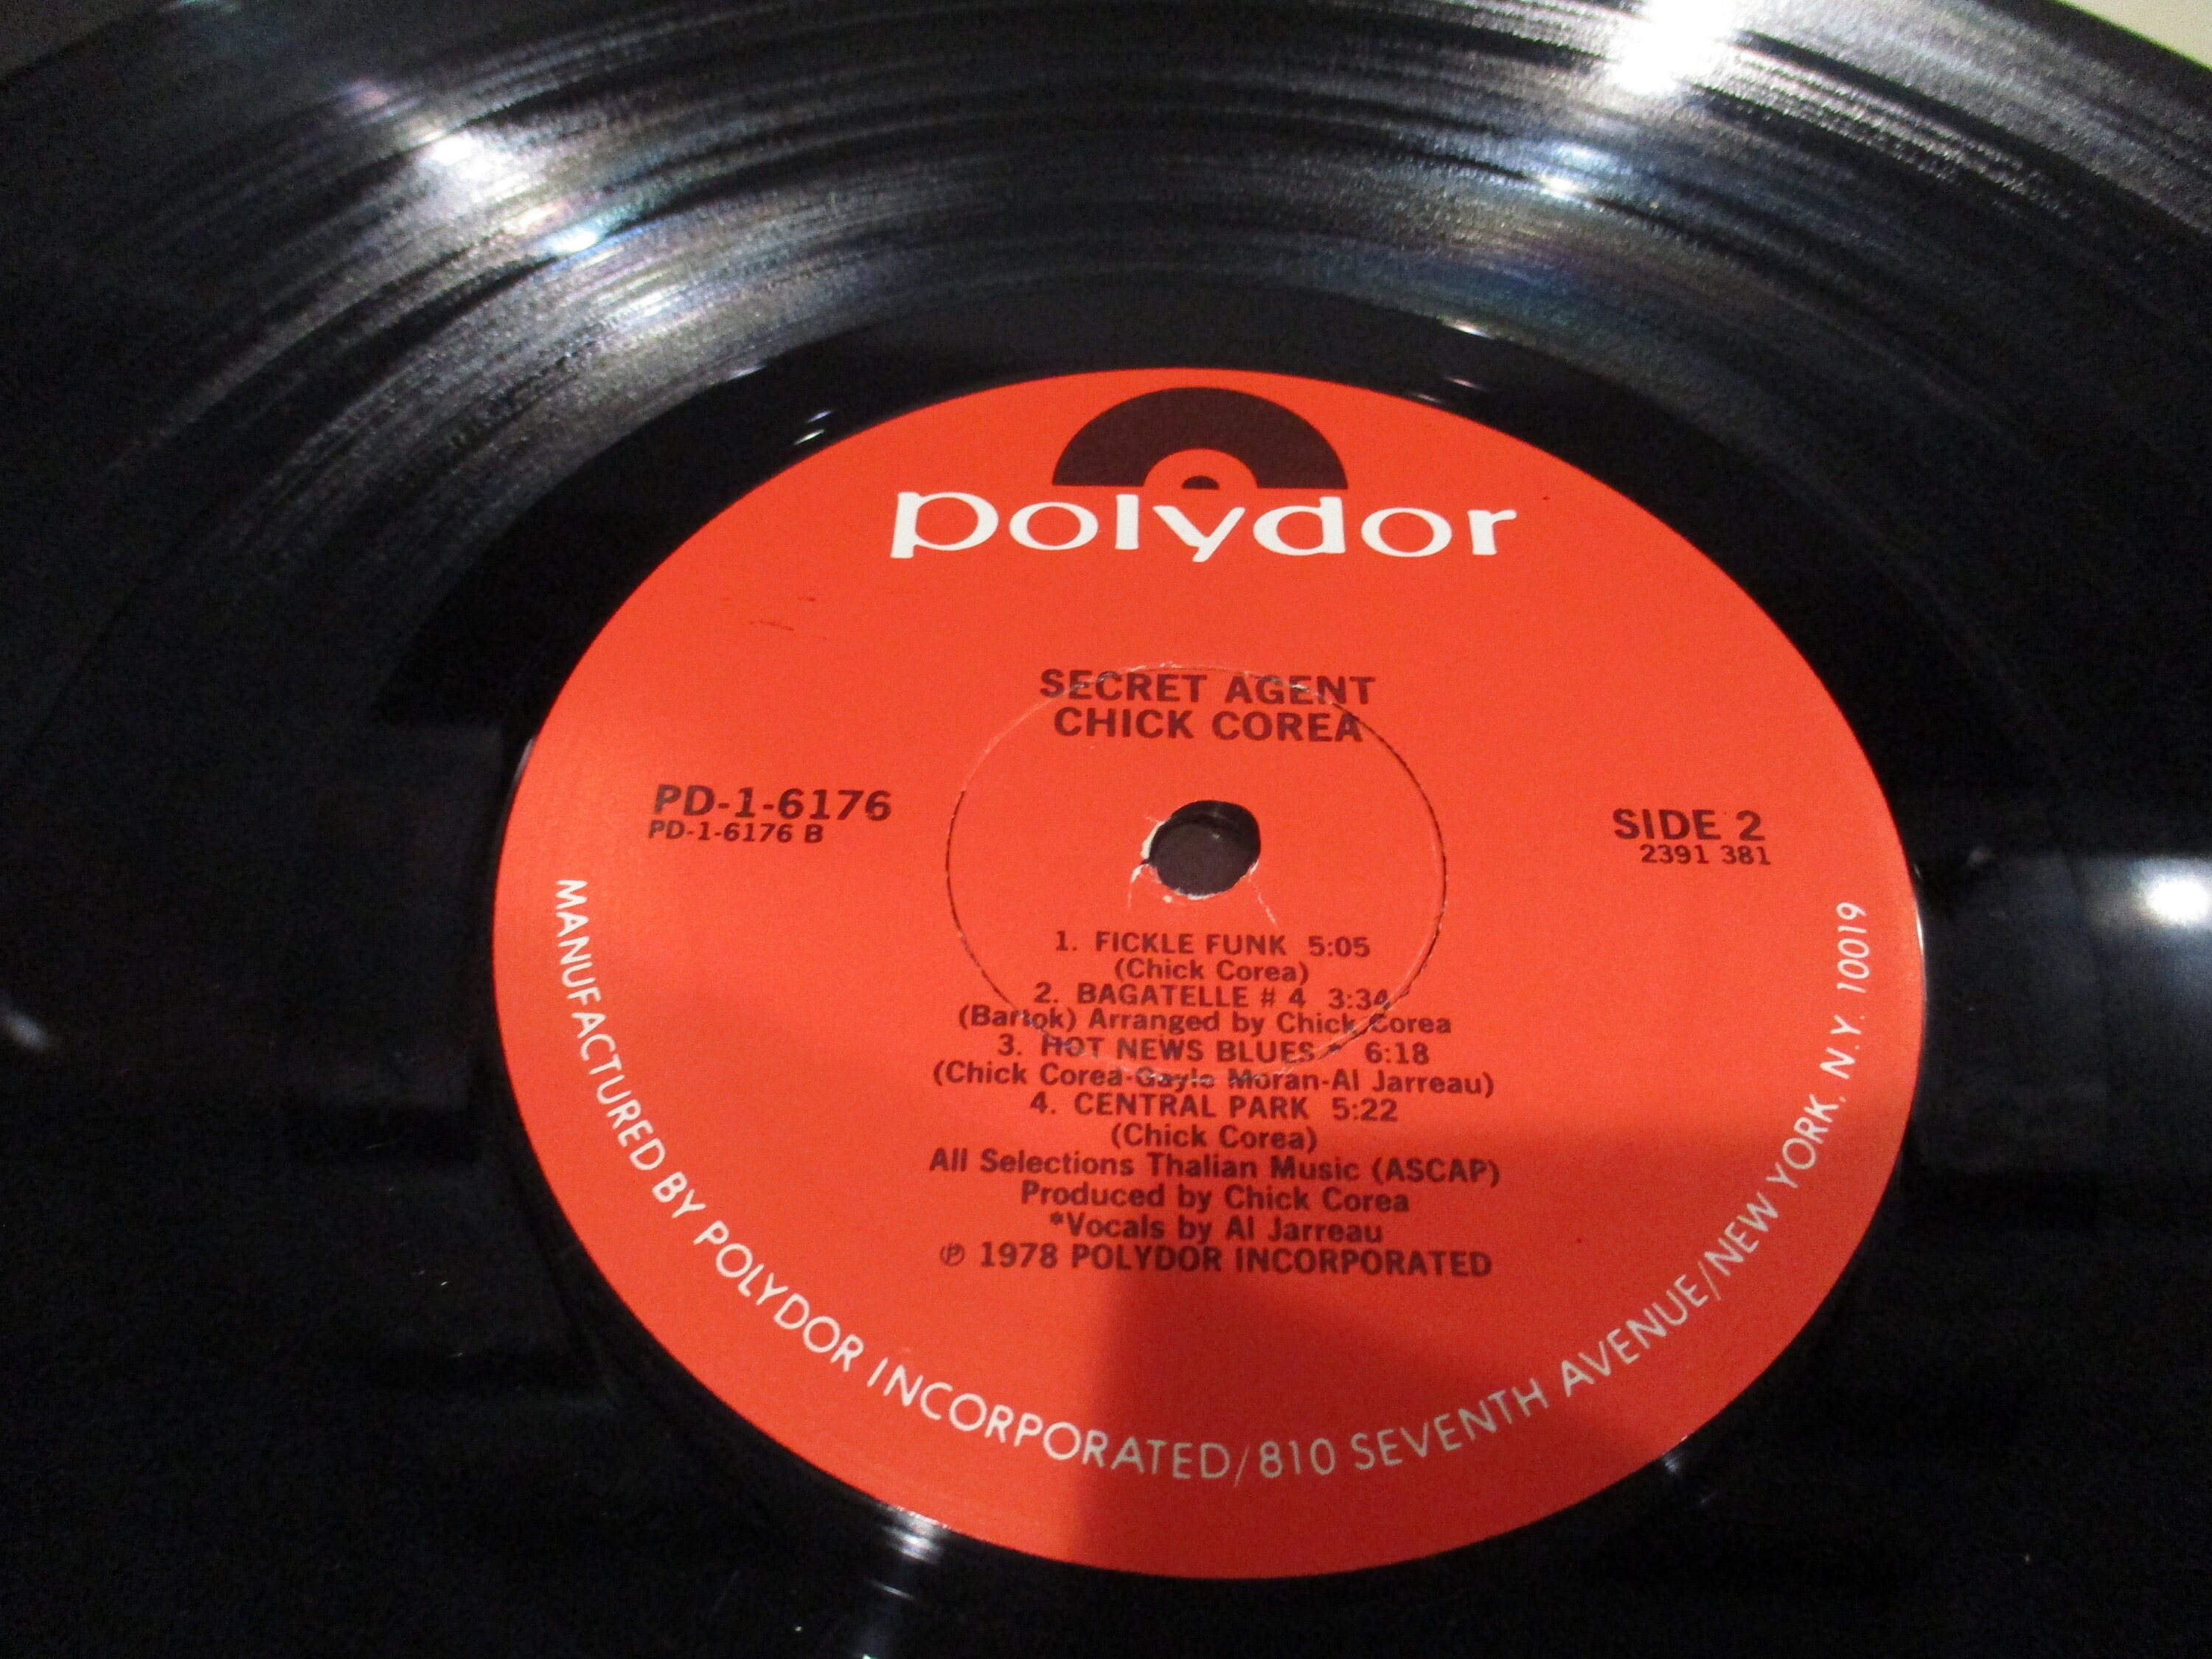 polydor
SECRET AGENT
CHICK COREA
PD-1-6176
PD-1-6176 B
SIDE 2
2391 381
1. FICKLE FUNK 5:05
(Chick Corea)
2. BAGATELLE # 4 3:34
(Bartok) Arranged by Chick Corea
3. HOT NEWS BLUES * 6:18
(Chick Corea-Gayle Moran-Al Jarreau)
4. CENTRAL PARK 5:22
(Chick Corea)
All Selections Thalian Music (ASCAP)
Produced by Chick Corea
*Vocals by Al Jarreau
℗ 1978 POLYDOR INCORPORATED
MANUFACTURED BY POLYDOR INCORPORATED/810 SEVENTH AVENUE/NEW YORK, N.Y. 10019